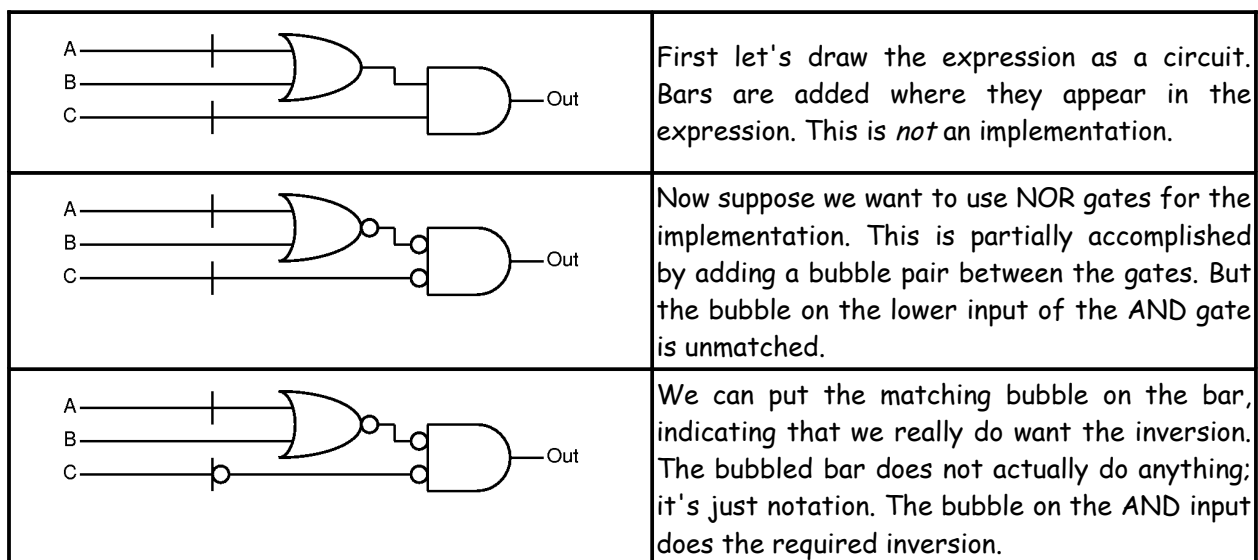 A
B
C
Out
First let's draw the expression as a circuit.
Bars are added where they appear in the
expression. This is not an implementation.
A
B
C
Out
Now suppose we want to use NOR gates for the
implementation. This is partially accomplished
by adding a bubble pair between the gates. But
the bubble on the lower input of the AND gate
is unmatched.
A
B
C
Out
We can put the matching bubble on the bar,
indicating that we really do want the inversion.
The bubbled bar does not actually do anything;
it's just notation. The bubble on the AND input
does the required inversion.